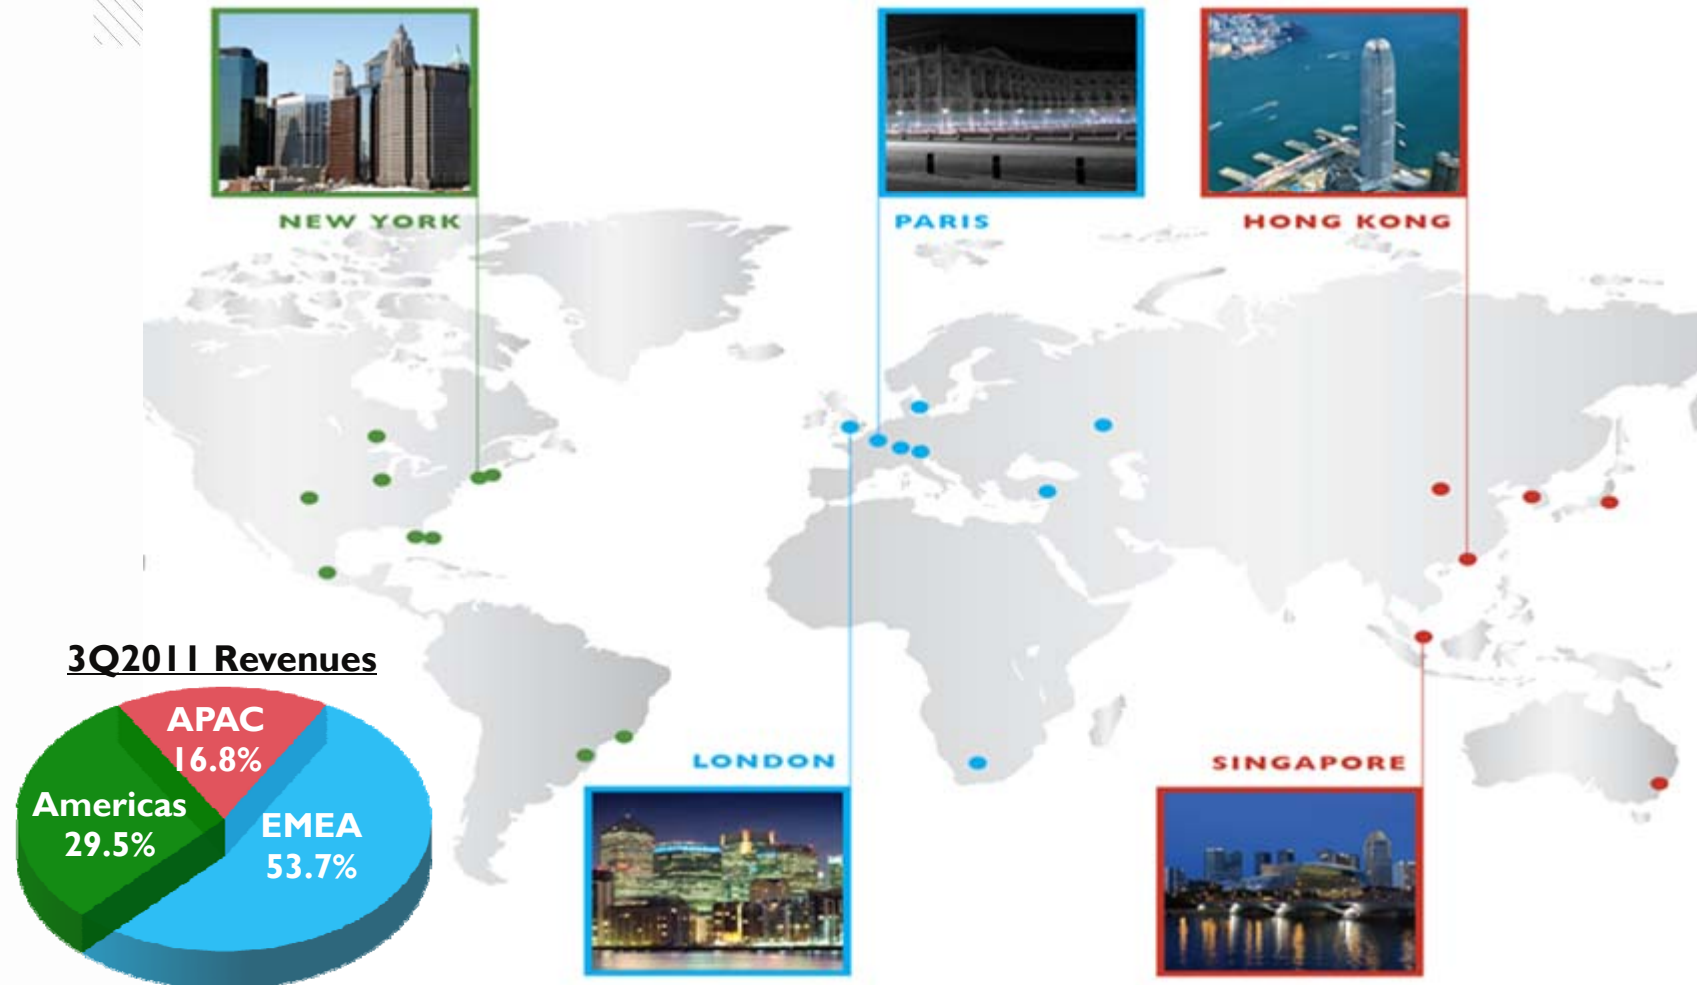 NEW YORK
PARIS
HONG KONG
3Q2011 Revenues
APAC
16.8%
Americas
29.5%
EMEA
53.7%
LONDON
SINGAPORE